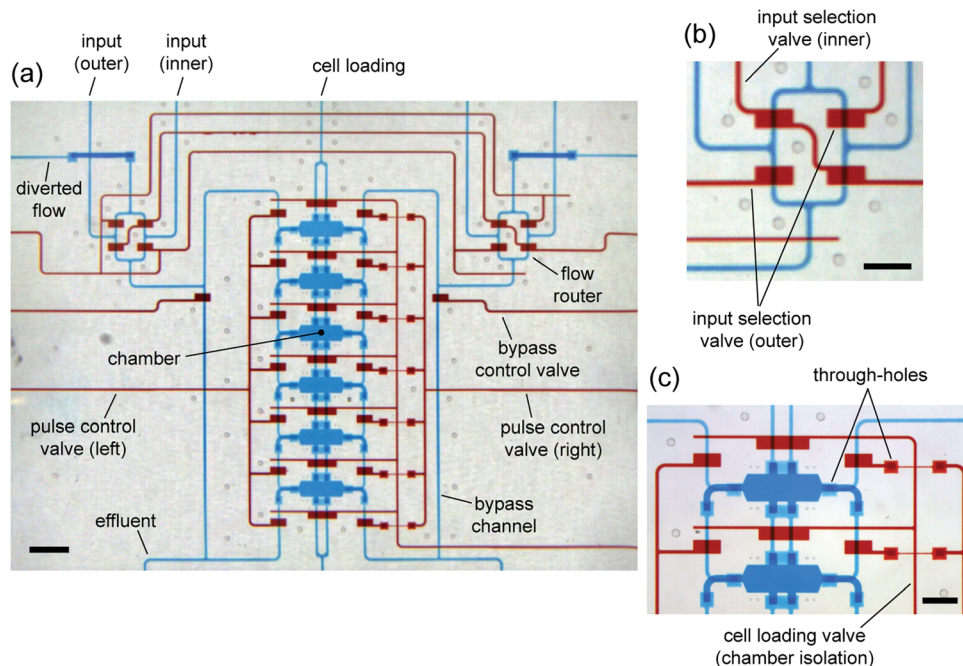 (a)
input
(outer)
input
(inner)
cell loading
diverted
flow
flow
router
chamber
bypass
control valve
pulse control
valve (left)
pulse control
valve (right)
bypass
channel
effluent
(b)
input selection
valve (inner)
input selection
valve (outer)
(c)
through-holes
cell loading valve
(chamber isolation)